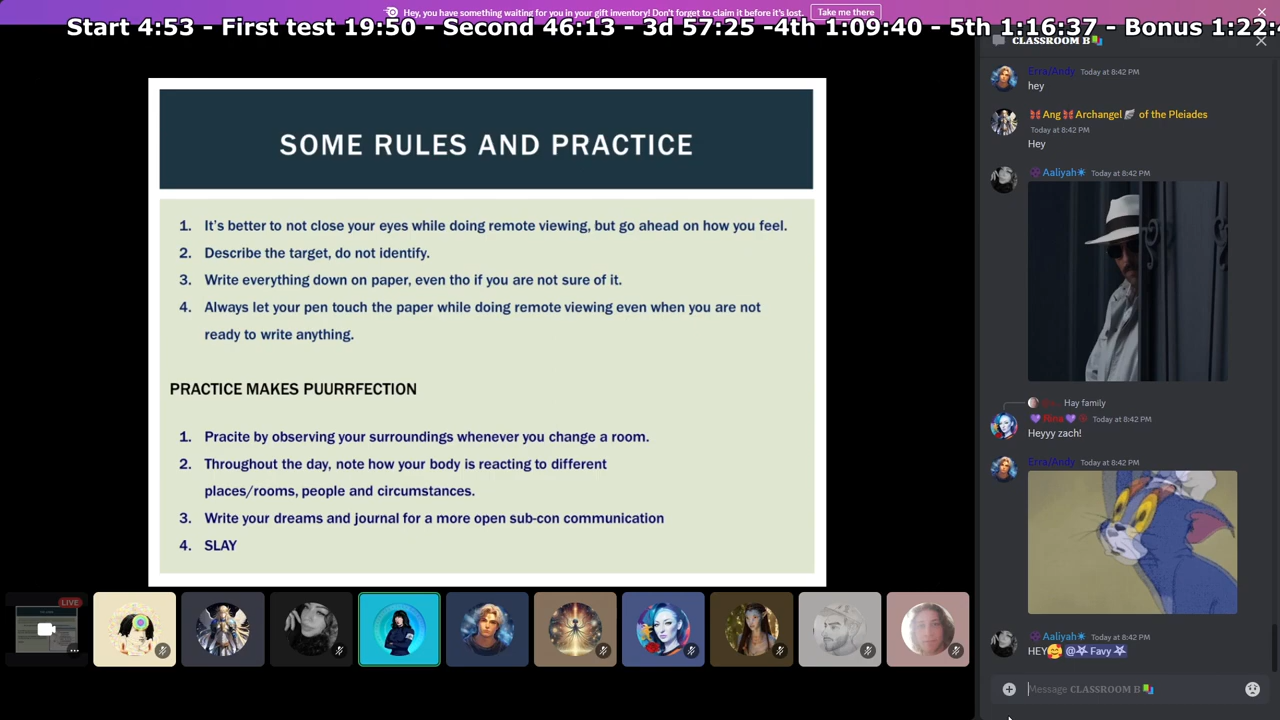 Hey, you have something waiting for you in your gift inventory! Don't forget to claim it before it's lost. Take me there
Start 4:53 - First test 19:50 - Second 46:13 - 3d 57:25 -4th 1:09:40 - 5th 1:16:37 - Bonus 1:22:
SOME RULES AND PRACTICE
1. It's better to not close your eyes while doing remote viewing, but go ahead on how you feel.
2. Describe the target, do not identify.
3. Write everything down on paper, even tho if you are not sure of it.
4. Always let your pen touch the paper while doing remote viewing even when you are not
ready to write anything.
PRACTICE MAKES PUURRFECTION
1. Pracite by observing your surroundings whenever you change a room.
2. Throughout the day, note how your body is reacting to different
places/rooms, people and circumstances.
3. Write your dreams and journal for a more open sub-con communication
4. SLAY
LIVE
CLASSROOM B
Erra/Andy Today at 8:42 PM
hey
Ang Archangel of the Pleiades
Today at 8:42 PM
Hey
Aaliyah Today at 8:42 PM
Hay family
Rina Today at 8:42 PM
Heyyy zach!
Erra/Andy Today at 8:42 PM
Aaliyah Today at 8:42 PM
HEY @ Favy
Message CLASSROOM B